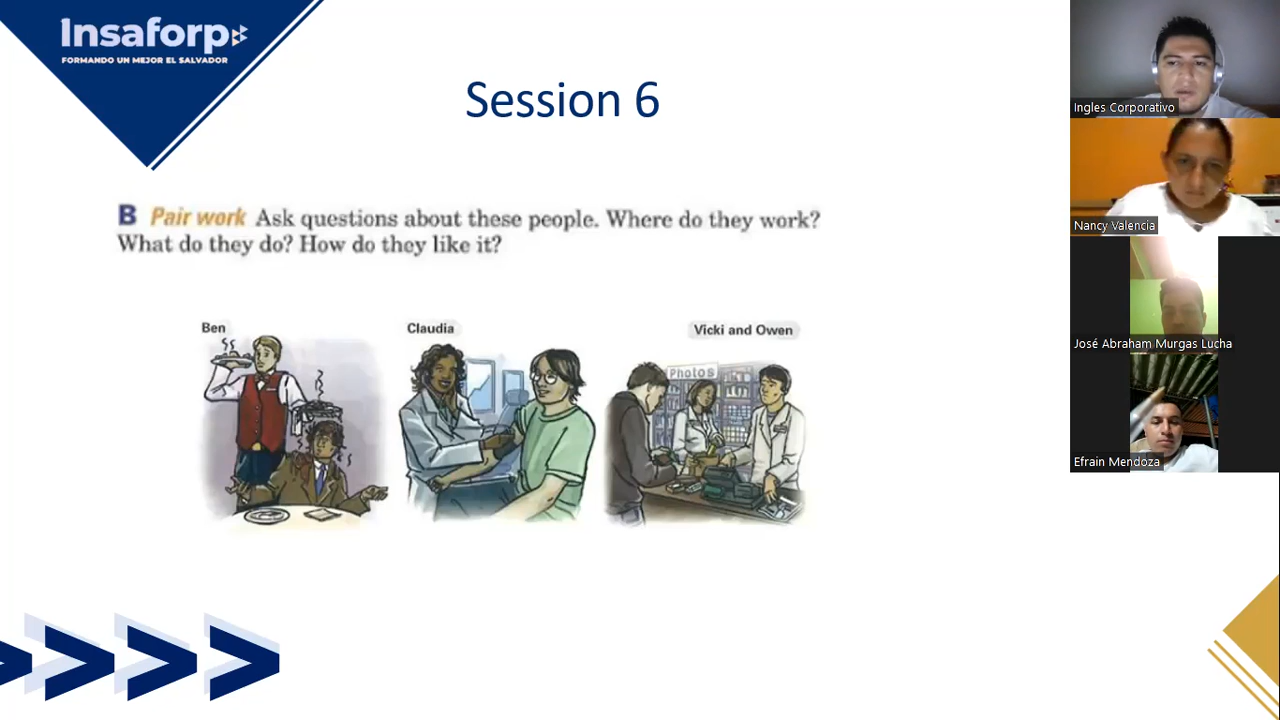 Insaforp
FORMANDO UN MEJOR EL SALVADOR
Session 6
B Pair work Ask questions about these people. Where do they work?
What do they do? How do they like it?
Ben
Claudia
Vicki and Owen
Photos
Ingles Corporativo
Nancy Valencia
José Abraham Murgas Lucha
Efrain Mendoza